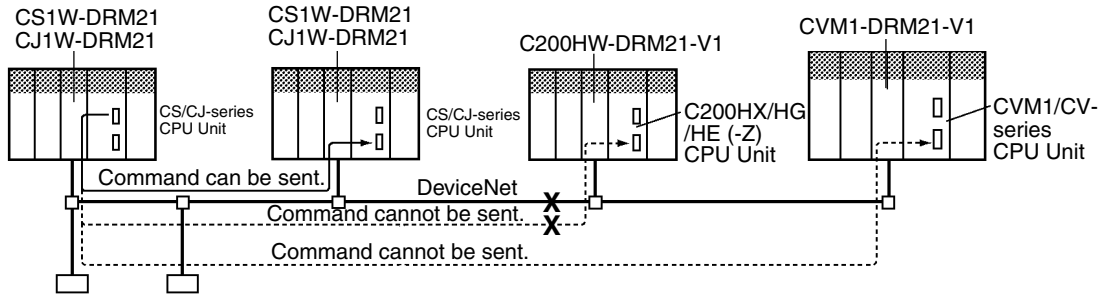 CS1W-DRM21
CJ1W-DRM21
CS1W-DRM21
CJ1W-DRM21
C200HW-DRM21-V1
CVM1-DRM21-V1
CS/CJ-series
CPU Unit
CS/CJ-series
CPU Unit
C200HX/HG
/HE (-Z)
CPU Unit
CVM1/CV-
series
CPU Unit
Command can be sent.
DeviceNet
X
Command cannot be sent.
X
Command cannot be sent.